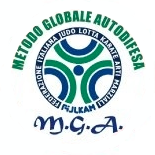 METODO GLOBALE AUTODIFESA
FEDERAZIONE ITALIANA JUDO LOTTA KARATE ARTI MARZIALI
FIJLKAM
M.G.A.